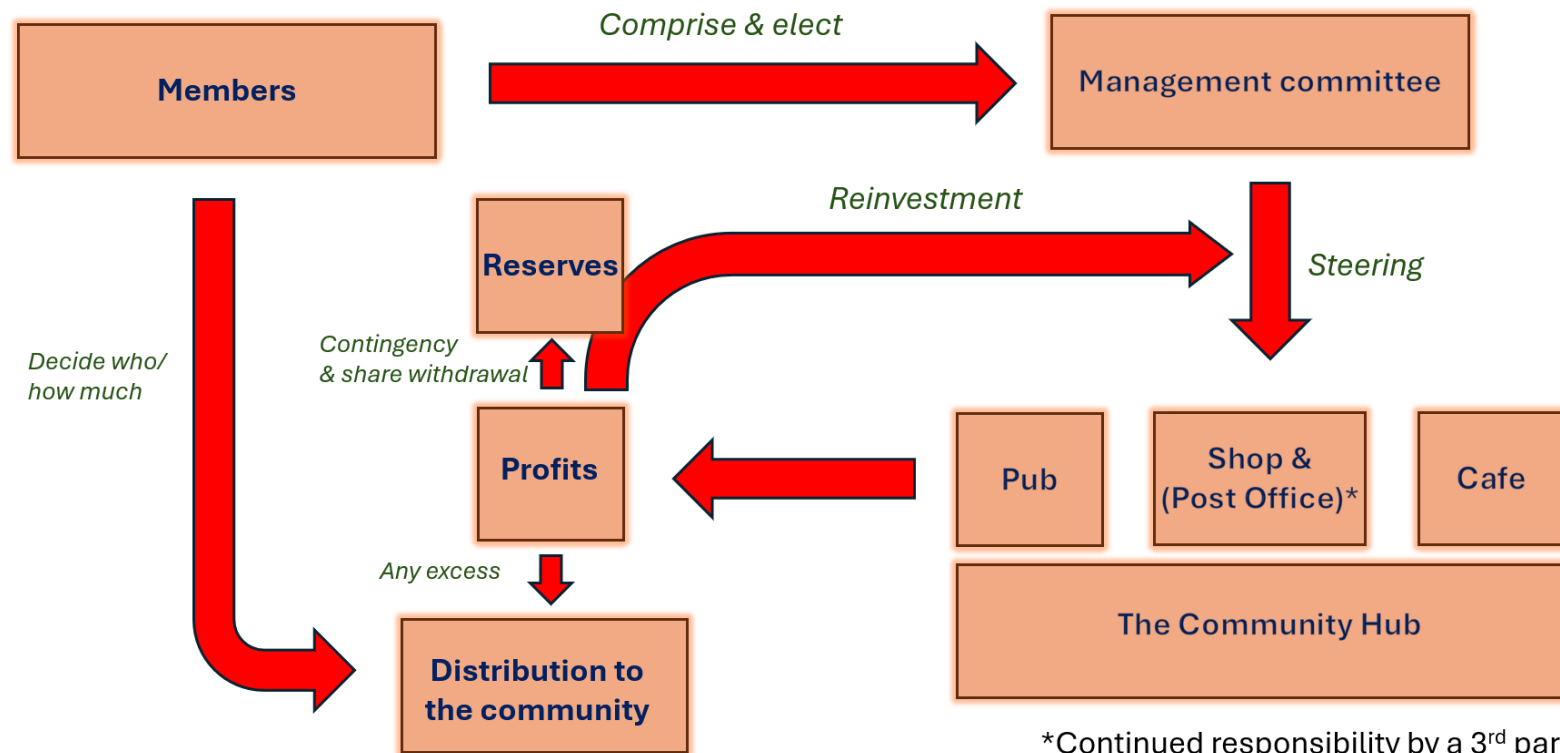 Comprise & elect
Members
Management committee
Reinvestment
Reserves
Steering
Decide who/
how much
Contingency
& share withdrawal
Profits
Pub
Shop &
(Post Office)*
Cafe
Any excess
The Community Hub
Distribution to
the community
*Continued responsibility by a 3rd par